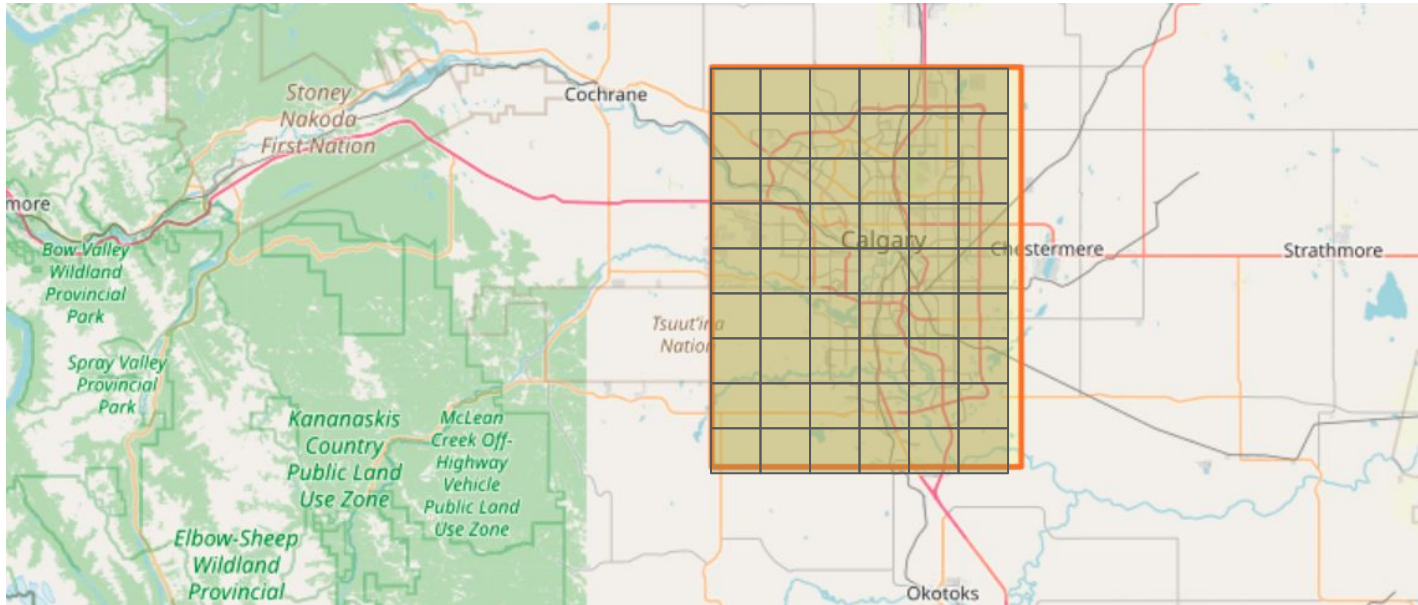 Stoney
Nakoda
First Nation
Cochrane
more
Bow Valley
Wildland
Provincial
Park
Calgary
Chestermere
Strathmore
Tsuut'ina
Nation
Spray Valley
Provincial
Park
Kananaskis
Country
Public Land
Use Zone
McLean
Creek Off-
Highway
Vehicle
Public Land
Use Zone
Elbow-Sheep
Wildland
Provincial
Okotoks